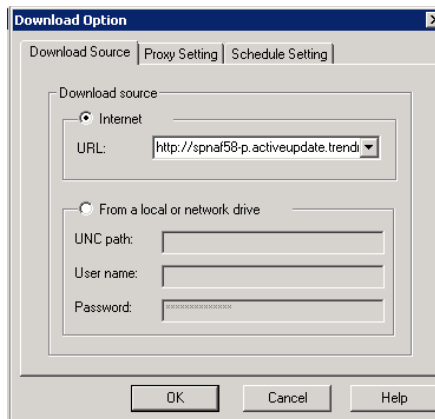 Download Option
Download Source Proxy Setting Schedule Setting
Download source
Internet
URL: http://spnaf58-p.activeupdate.trend
From a local or network drive
UNC path:
User name:
Password: **************
OK Cancel Help